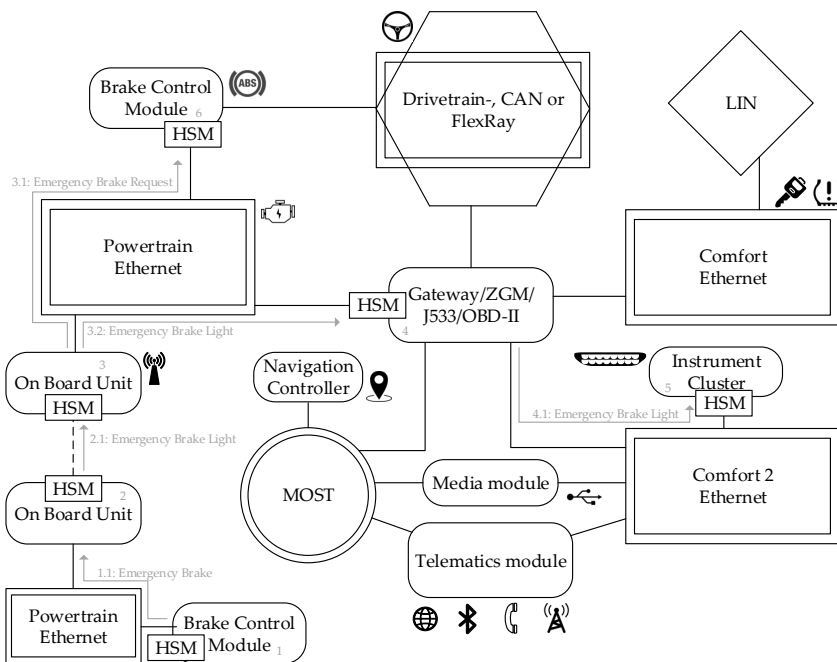 Brake Control
Module 6
HSM
ABS
Drivetrain-, CAN or
FlexRay
LIN
3.1: Emergency Brake Request
Powertrain
Ethernet
Comfort
Ethernet
HSM
Gateway/ZGM/
J533/OBD-II
4
3.2: Emergency Brake Light
3
On Board Unit
HSM
Navigation
Controller
Instrument
5 Cluster
HSM
4.1: Emergency Brake Light
2.1: Emergency Brake Light
HSM
2
On Board Unit
MOST
Media module
Comfort 2
Ethernet
Telematics module
1.1: Emergency Brake
Powertrain
Ethernet
Brake Control
Module 1
HSM